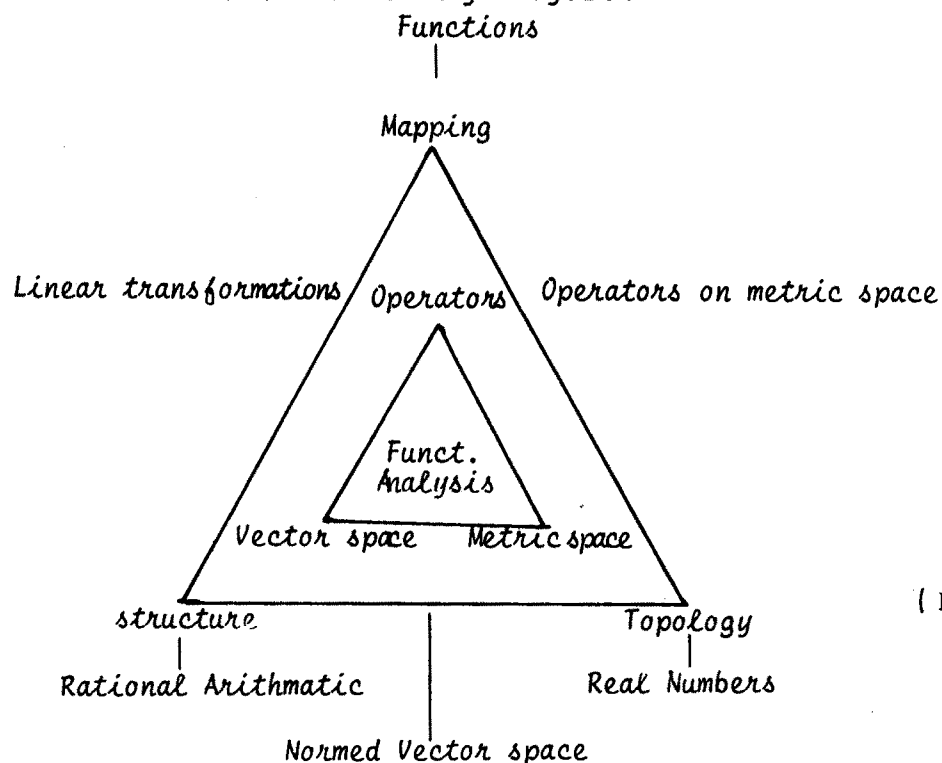 Functions
Mapping
Linear transformations Operators Operators on metric space
Funct.
Analysis
Vector space Metric space
structure Topology (
Rational Arithmatic Real Numbers
Normed Vector space